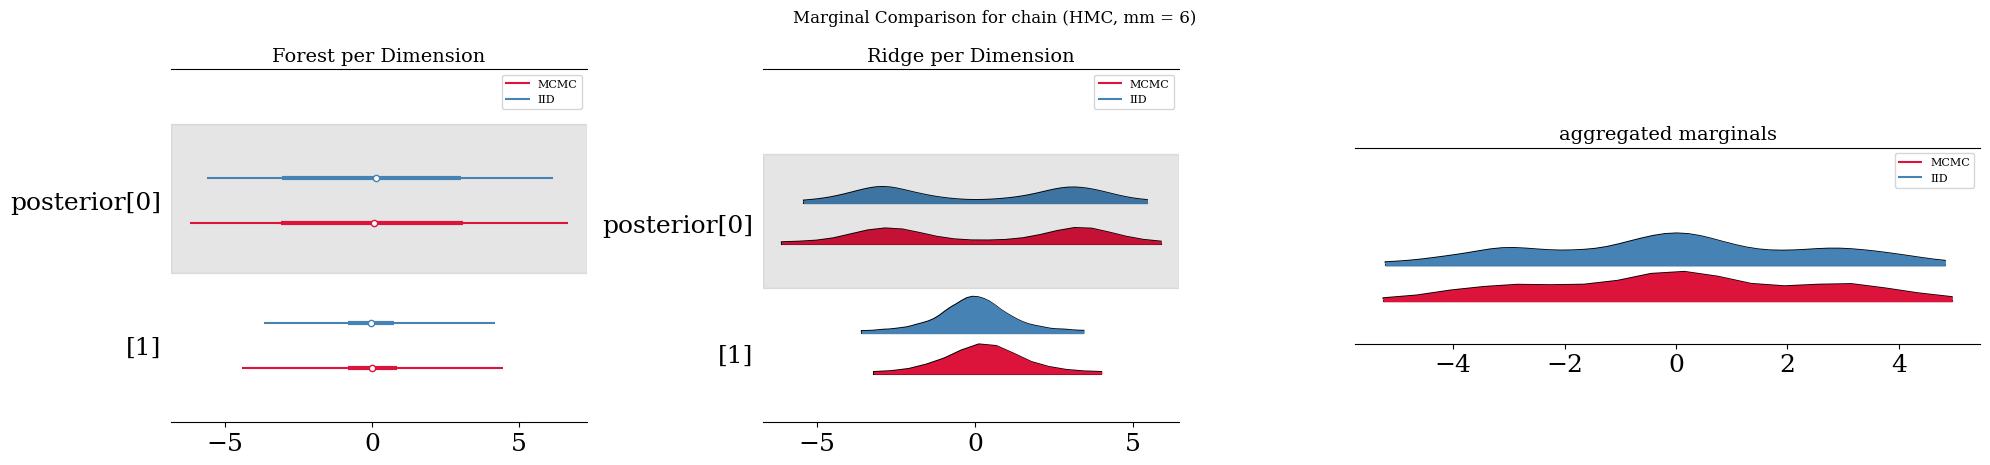 Marginal Comparison for chain (HMC, mm = 6)
Forest per Dimension
MCMC
IID
posterior[0]
[1]
−5 0 5
Ridge per Dimension
MCMC
IID
posterior[0]
[1]
−5 0 5
aggregated marginals
MCMC
IID
−4 −2 0 2 4